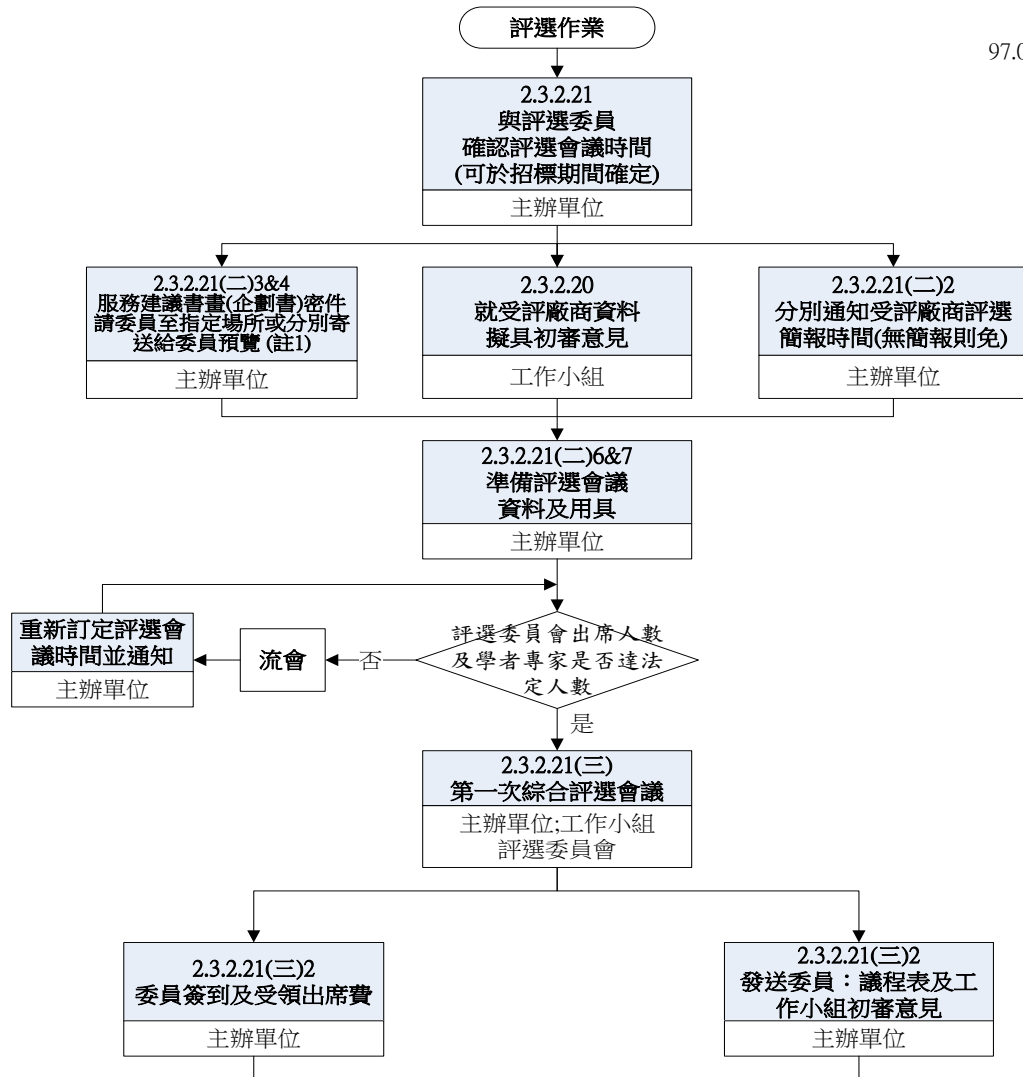 評選作業
97.0
2.3.2.21
與評選委員
確認評選會議時間
(可於招標期間確定)
主辦單位
2.3.2.21(二)3&4
服務建議書畫(企劃書)密件
請委員至指定場所或分別寄
送給委員預覽 (註1)
主辦單位
2.3.2.20
就受評廠商資料
擬具初審意見
工作小組
2.3.2.21(二)2
分別通知受評廠商評選
簡報時間(無簡報則免)
主辦單位
2.3.2.21(二)6&7
準備評選會議
資料及用具
主辦單位
重新訂定評選會
議時間並通知
主辦單位
流會
否
評選委員會出席人數
及學者專家是否達法
定人數
是
2.3.2.21(三)
第一次綜合評選會議
主辦單位;工作小組
評選委員會
2.3.2.21(三)2
委員簽到及受領出席費
主辦單位
2.3.2.21(三)2
發送委員：議程表及工
作小組初審意見
主辦單位